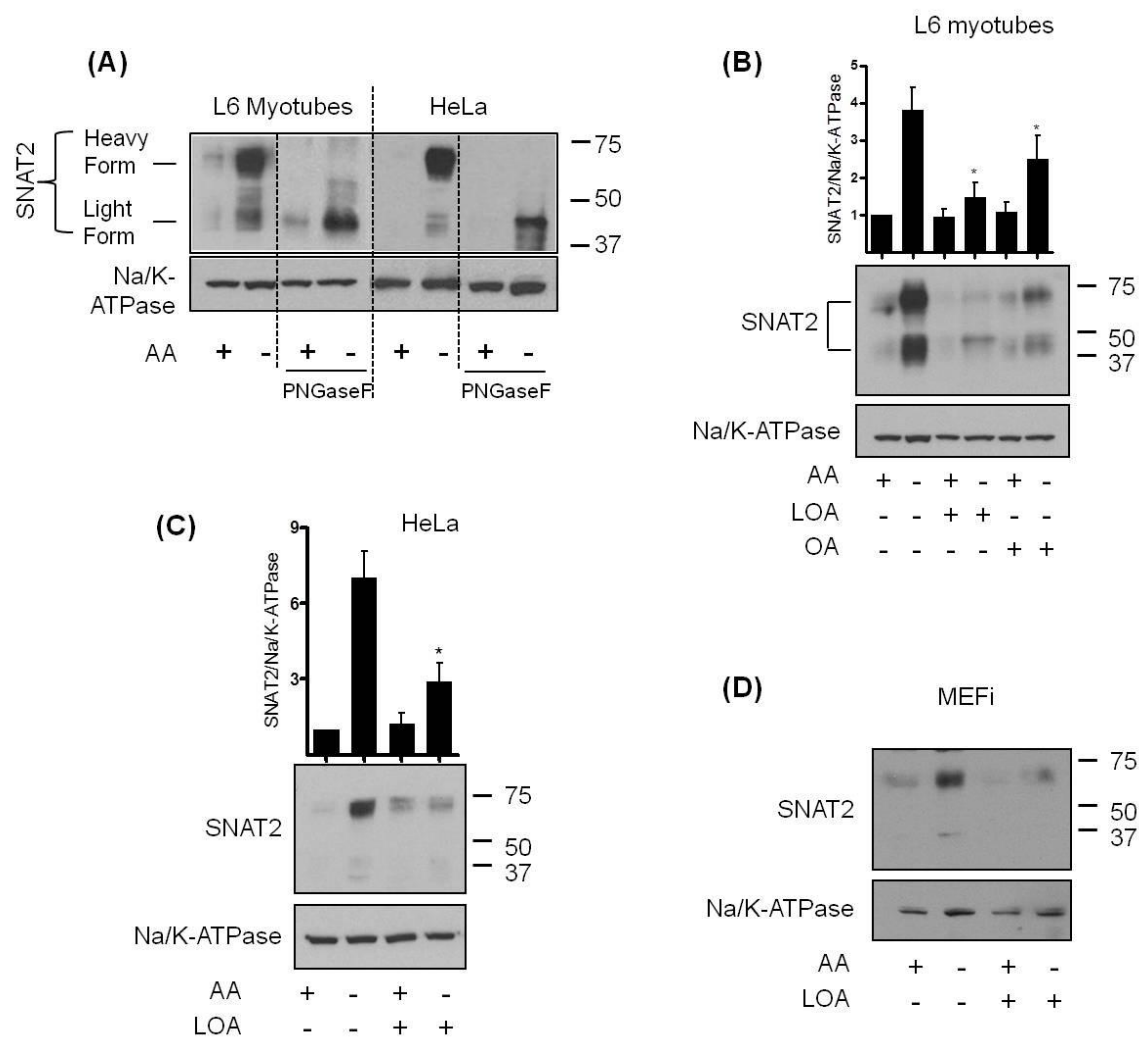 (A)
L6 Myotubes
HeLa
SNAT2
Heavy
Form
Light
Form
75
50
37
Na/K-
ATPase
AA + - + - + - + -
PNGaseF PNGaseF
(B)
L6 myotubes
SNAT2/Na/K-ATPase
5
4
3
2
1
* *
SNAT2
75
50
37
Na/K-ATPase
AA + - + - + -
LOA - - + + - -
OA - - - - + +
(C)
HeLa
SNAT2/Na/K-ATPase
9
6
3
*
SNAT2
75
50
37
Na/K-ATPase
AA + - + -
LOA - - + +
(D)
MEFi
SNAT2
75
50
37
Na/K-ATPase
AA + - + -
LOA - - + +